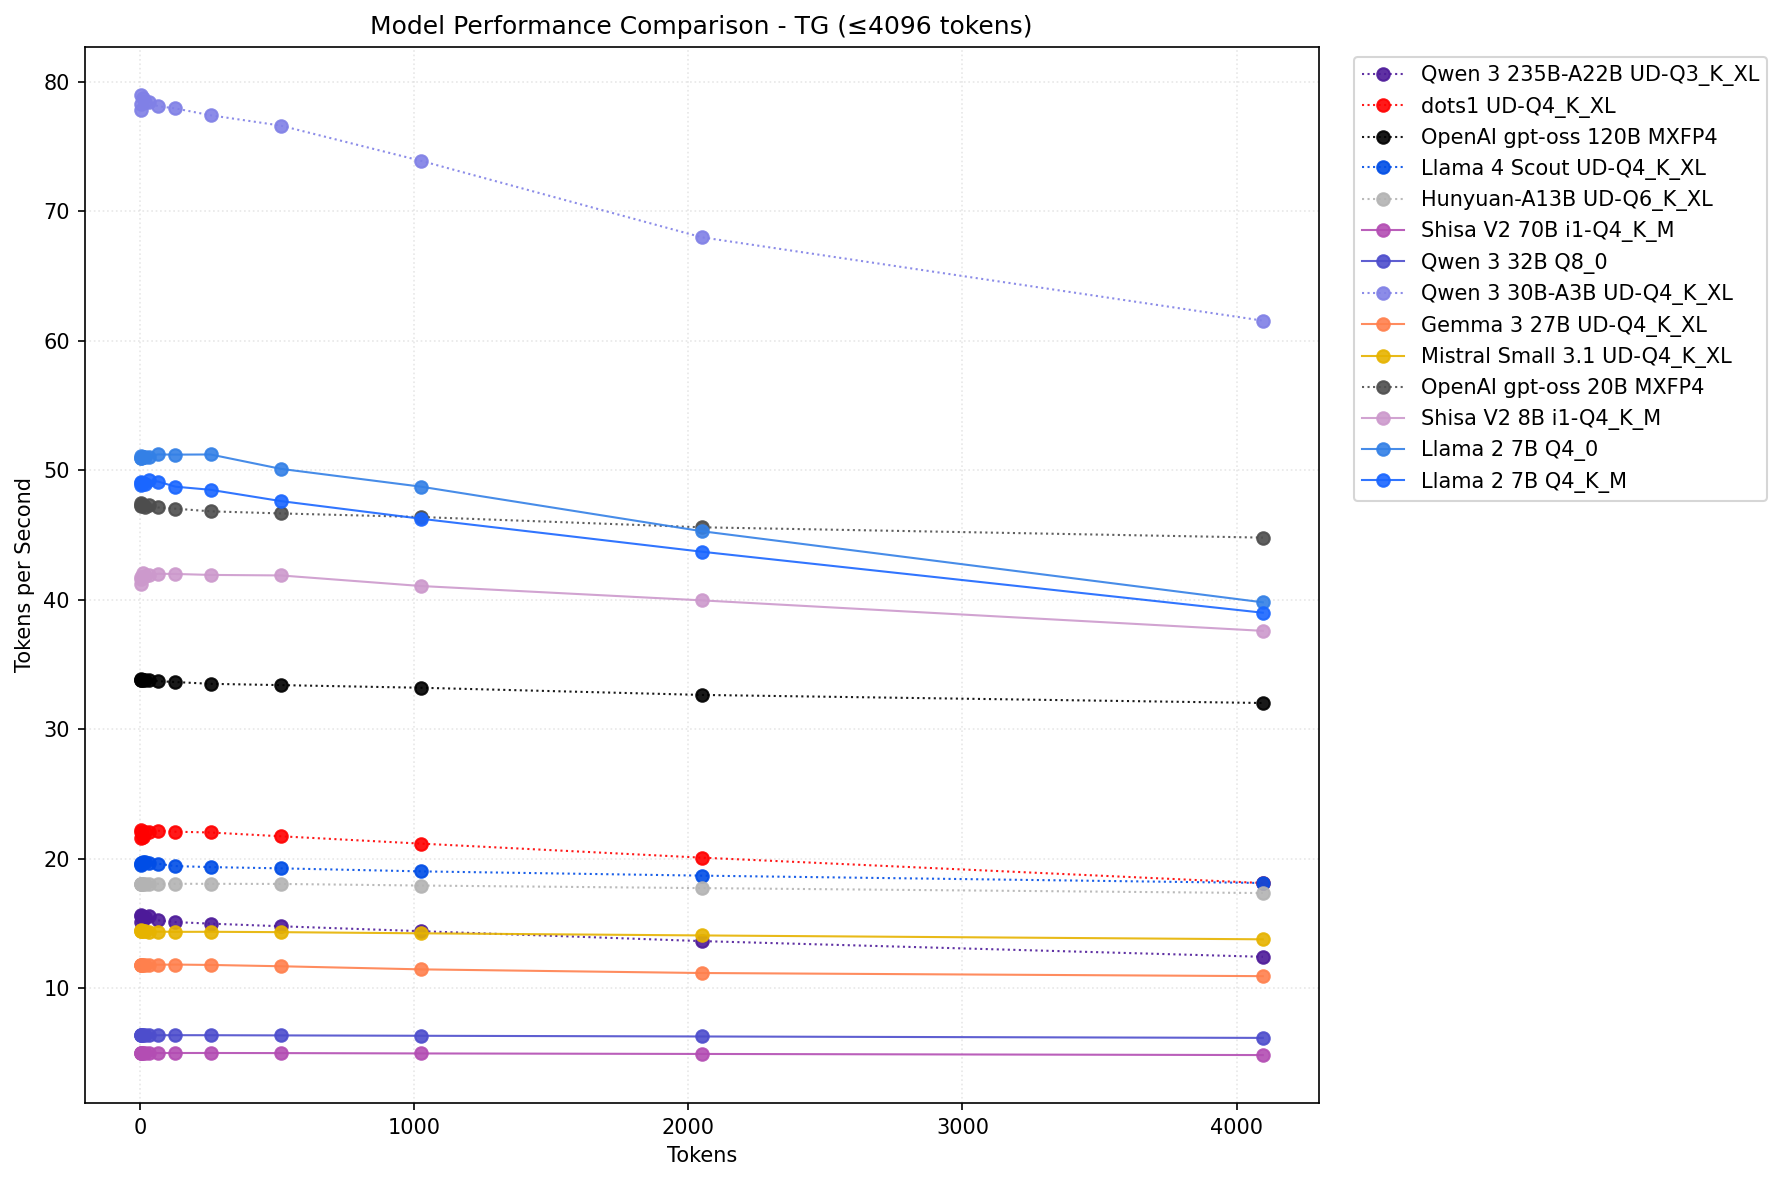 Model Performance Comparison - TG (≤4096 tokens)
80
70
60
50
40
30
20
10
Tokens per Second
0
1000
2000
3000
4000
Tokens
Qwen 3 235B-A22B UD-Q3_K_XL
dots1 UD-Q4_K_XL
OpenAI gpt-oss 120B MXFP4
Llama 4 Scout UD-Q4_K_XL
Hunyuan-A13B UD-Q6_K_XL
Shisa V2 70B i1-Q4_K_M
Qwen 3 32B Q8_0
Qwen 3 30B-A3B UD-Q4_K_XL
Gemma 3 27B UD-Q4_K_XL
Mistral Small 3.1 UD-Q4_K_XL
OpenAI gpt-oss 20B MXFP4
Shisa V2 8B i1-Q4_K_M
Llama 2 7B Q4_0
Llama 2 7B Q4_K_M